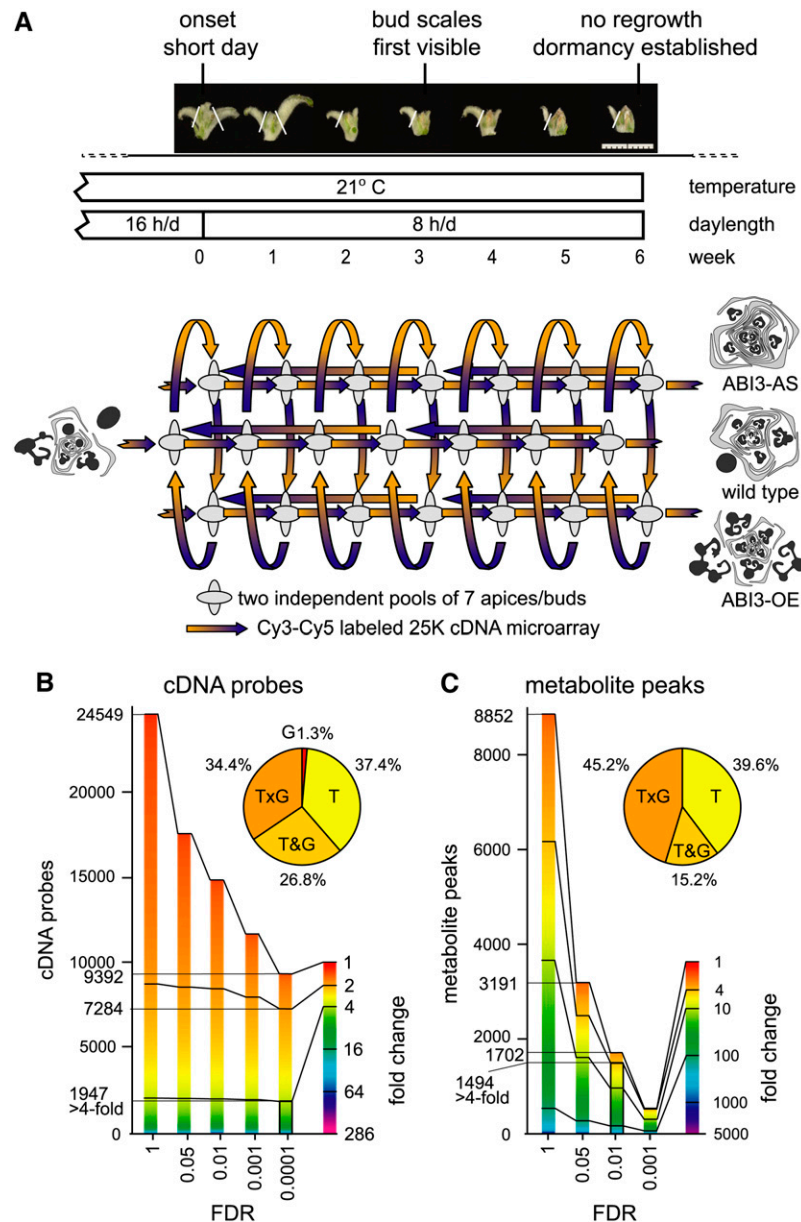 A
onset
short day
bud scales
first visible
no regrowth
dormancy established
21° C
temperature
16 h/d
8 h/d
daylength
0 1 2 3 4 5 6 week
ABI3-AS
wild type
ABI3-OE
two independent pools of 7 apices/buds
Cy3-Cy5 labeled 25K cDNA microarray
B
cDNA probes
24549
20000
15000
10000
9392
7284
5000
1947
>4-fold
0
cDNA probes
G1.3%
34.4%
37.4%
TxG
T
T&G
26.8%
1
2
4
16
64
286
fold change
1
0.05
0.01
0.001
0.0001
FDR
C
metabolite peaks
8852
8000
6000
4000
3191
2000
1702
1494
>4-fold
0
metabolite peaks
45.2%
39.6%
TxG
T
T&G
15.2%
1
4
10
100
1000
5000
fold change
1
0.05
0.01
0.001
FDR